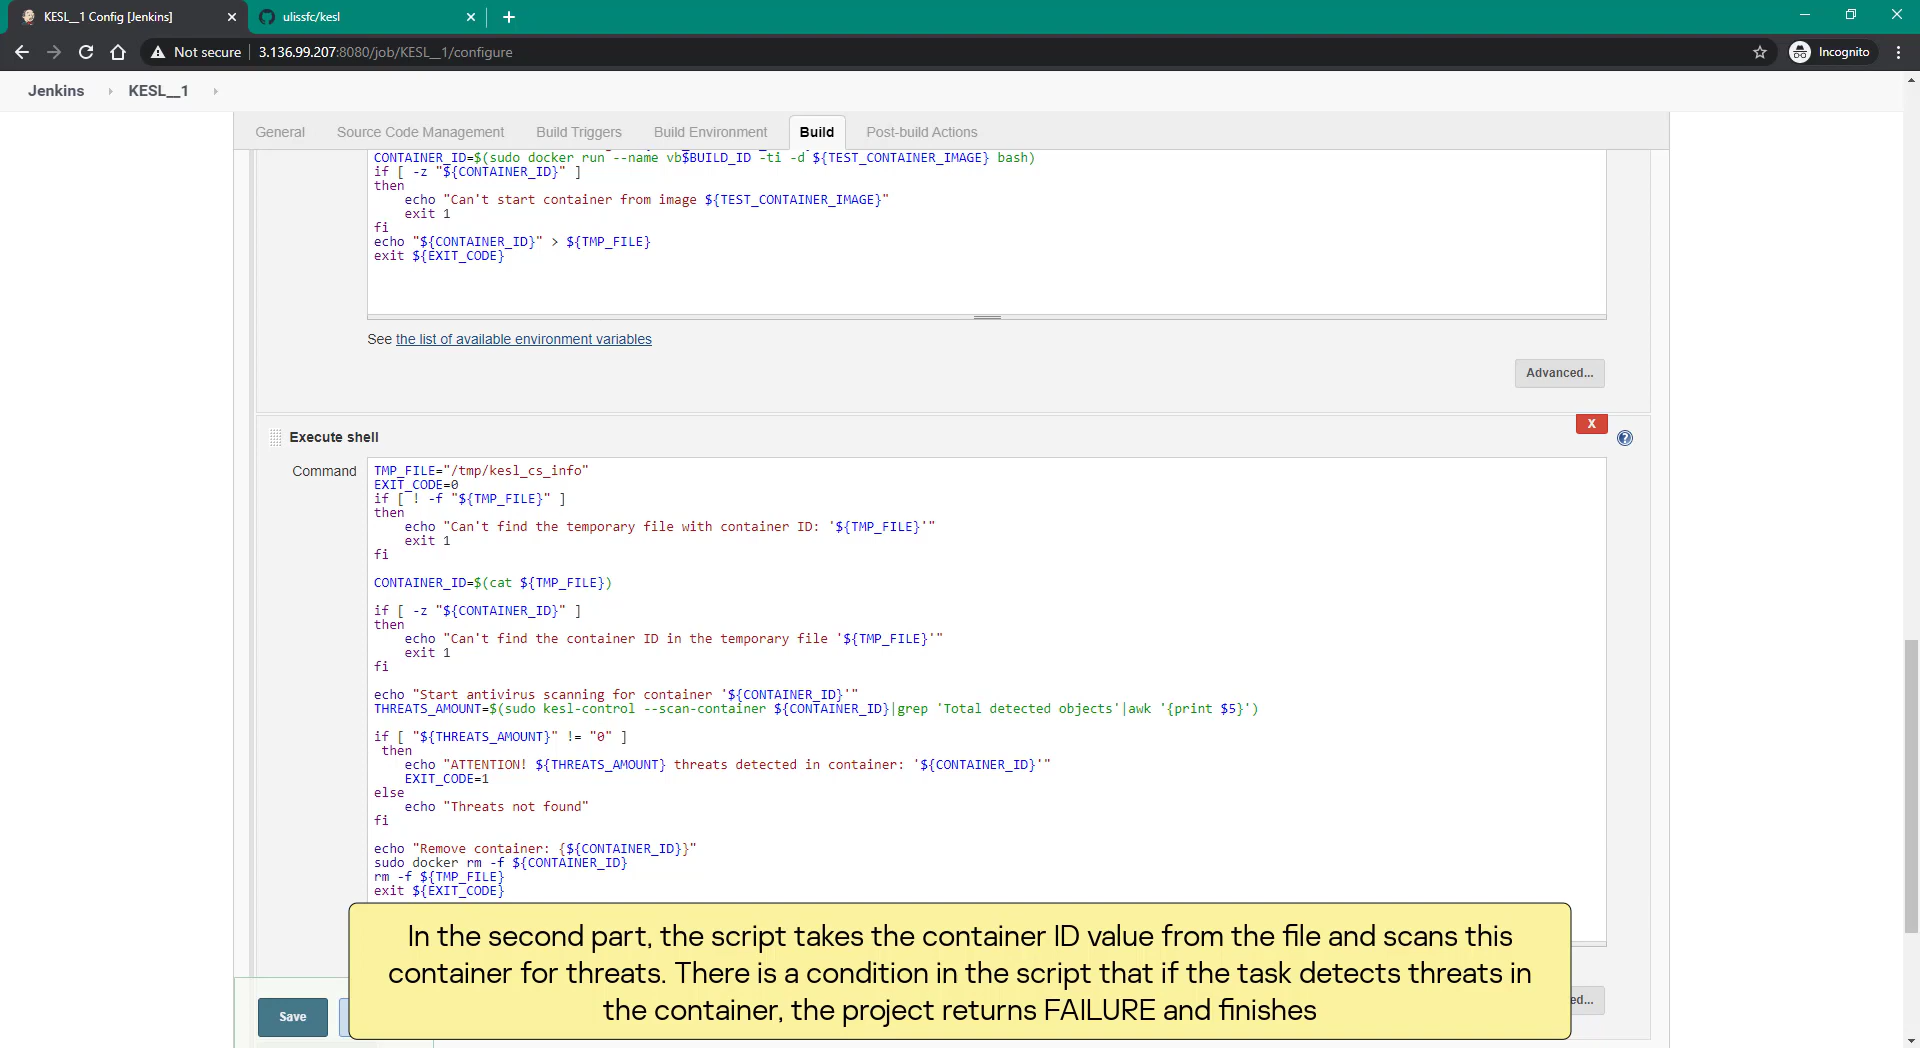 KESL__1 Config [Jenkins]
ulissfc/kesl
Not secure
3.136.99.207:8080/job/KESL__1/configure
Incognito
Jenkins
KESL__1
General
Source Code Management
Build Triggers
Build Environment
Build
Post-build Actions
CONTAINER_ID=$(sudo docker run --name vb$BUILD_ID -ti -d ${TEST_CONTAINER_IMAGE} bash)
if [ -z "${CONTAINER_ID}" ]
then
    echo "Can't start container from image ${TEST_CONTAINER_IMAGE}"
    exit 1
fi
echo "${CONTAINER_ID}" > ${TMP_FILE}
exit ${EXIT_CODE}
See the list of available environment variables
Advanced...
X
Execute shell
?
Command
TMP_FILE="/tmp/kesl_cs_info"
EXIT_CODE=0
if [ ! -f "${TMP_FILE}" ]
then
    echo "Can't find the temporary file with container ID: '${TMP_FILE}'"
    exit 1
fi
CONTAINER_ID=$(cat ${TMP_FILE})
if [ -z "${CONTAINER_ID}" ]
then
    echo "Can't find the container ID in the temporary file '${TMP_FILE}'"
    exit 1
fi
echo "Start antivirus scanning for container '${CONTAINER_ID}'"
THREATS_AMOUNT=$(sudo kesl-control --scan-container ${CONTAINER_ID}|grep 'Total detected objects'|awk '{print $5}')
if [ "${THREATS_AMOUNT}" != "0" ]
 then
    echo "ATTENTION! ${THREATS_AMOUNT} threats detected in container: '${CONTAINER_ID}'"
    EXIT_CODE=1
else
    echo "Threats not found"
fi
echo "Remove container: {${CONTAINER_ID}}"
sudo docker rm -f ${CONTAINER_ID}
rm -f ${TMP_FILE}
exit ${EXIT_CODE}
In the second part, the script takes the container ID value from the file and scans this
container for threats. There is a condition in the script that if the task detects threats in
the container, the project returns FAILURE and finishes
ed...
Save